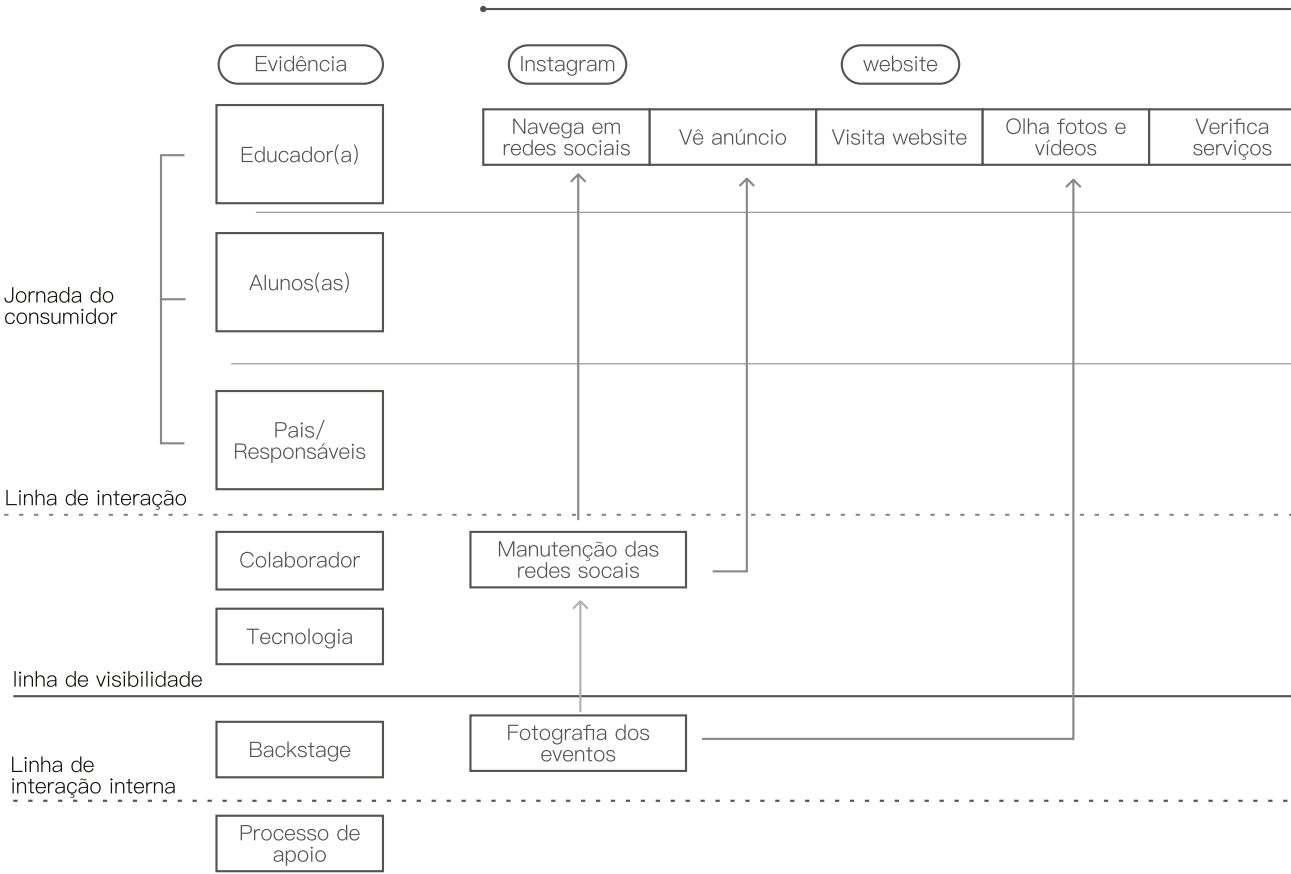 Evidência
Instagram
website
Educador(a)
Navega em
redes sociais
Vê anúncio
Visita website
Olha fotos e
vídeos
Verifica
serviços
Jornada do
consumidor
Alunos(as)
Pais/
Responsáveis
Linha de interação
Colaborador
Manutenção das
redes socais
Tecnologia
linha de visibilidade
Backstage
Fotografia dos
eventos
Linha de
interação interna
Processo de
apoio